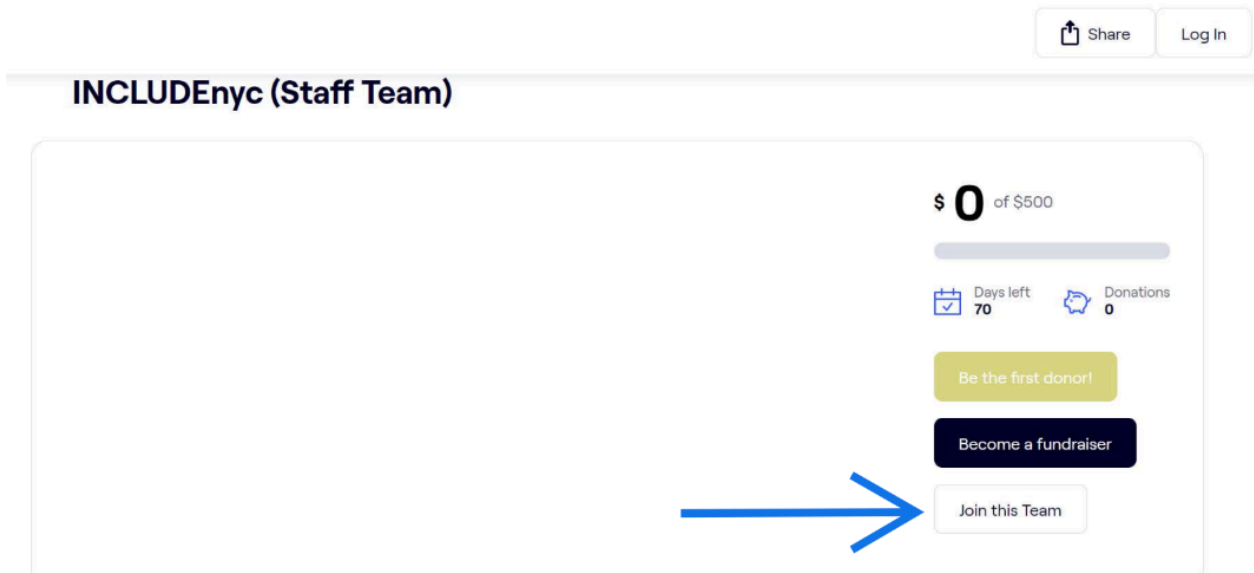 Share
Log In
INCLUDEnyc (Staff Team)
$ 0 of $500
Days left
70
Donations
0
Be the first donor!
Become a fundraiser
Join this Team